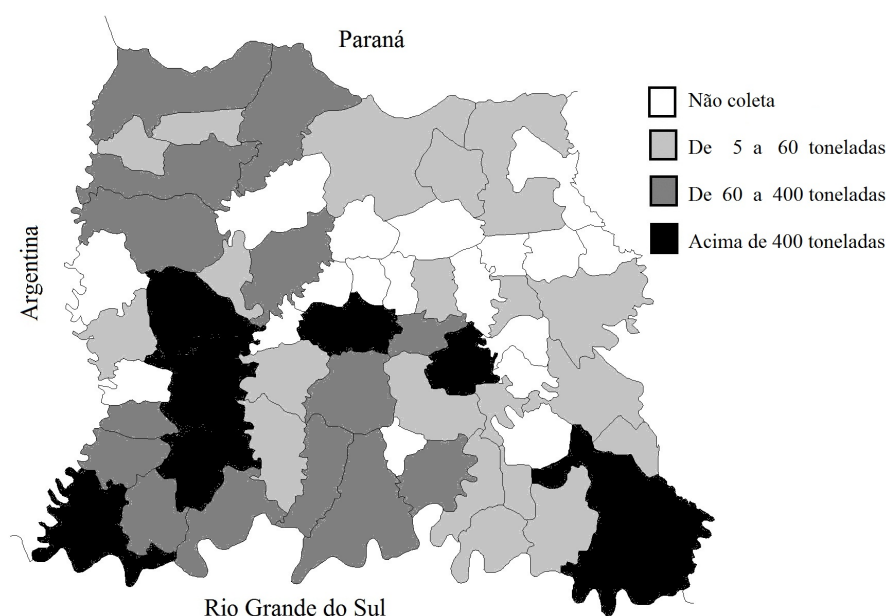 Paraná
Não coleta
De 5 a 60 toneladas
De 60 a 400 toneladas
Acima de 400 toneladas
Argentina
Rio Grande do Sul